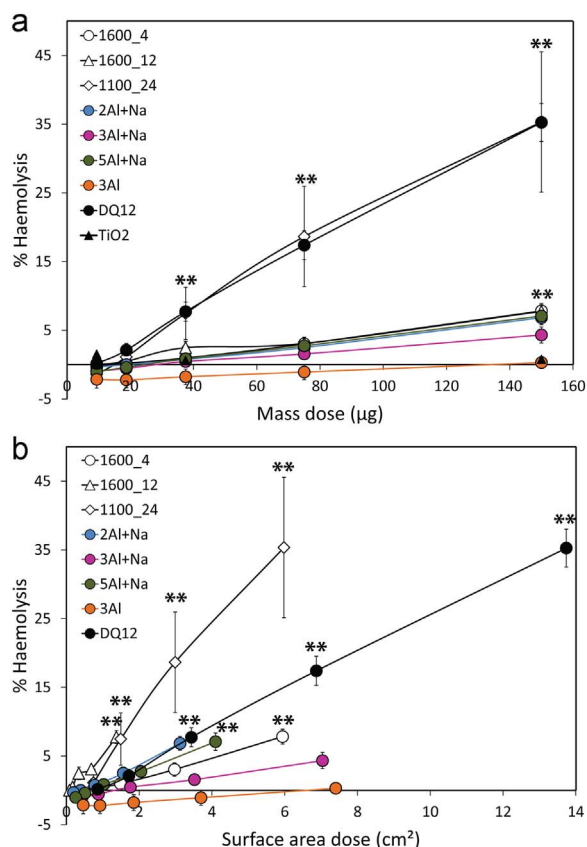 a
45
35
25
15
5
-5
% Haemolysis
1600_4
1600_12
1100_24
2Al+Na
3Al+Na
5Al+Na
3Al
DQ12
TiO2
**
**
**
**
0 20 40 60 80 100 120 140 160
Mass dose (µg)
b
45
35
25
15
5
-5
% Haemolysis
1600_4
1600_12
1100_24
2Al+Na
3Al+Na
5Al+Na
3Al
DQ12
**
**
**
**
**
**
**
**
**
0 2 4 6 8 10 12 14
Surface area dose (cm²)